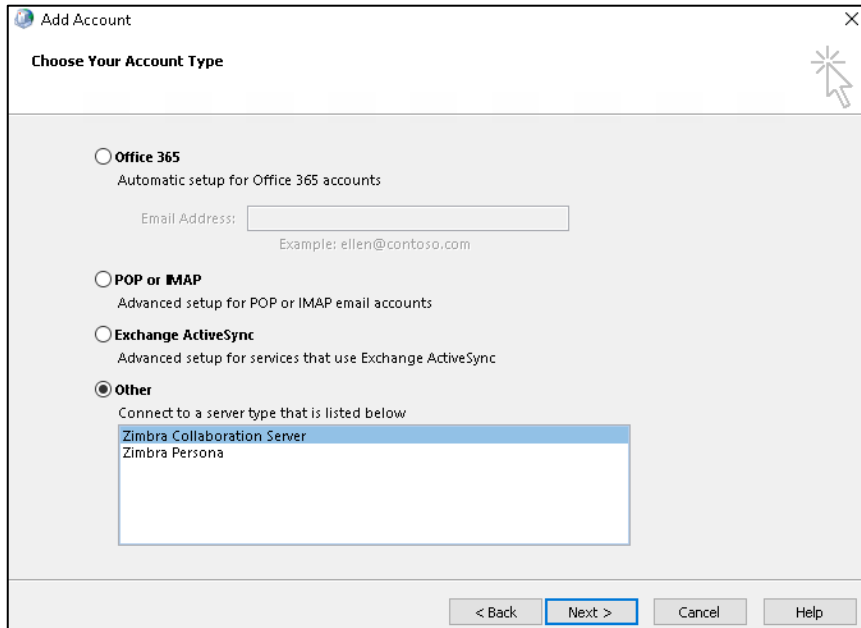 Add Account
Choose Your Account Type
Office 365
Automatic setup for Office 365 accounts
Email Address:
Example: ellen@contoso.com
POP or IMAP
Advanced setup for POP or IMAP email accounts
Exchange ActiveSync
Advanced setup for services that use Exchange ActiveSync
Other
Connect to a server type that is listed below
Zimbra Collaboration Server
Zimbra Persona
< Back Next > Cancel Help